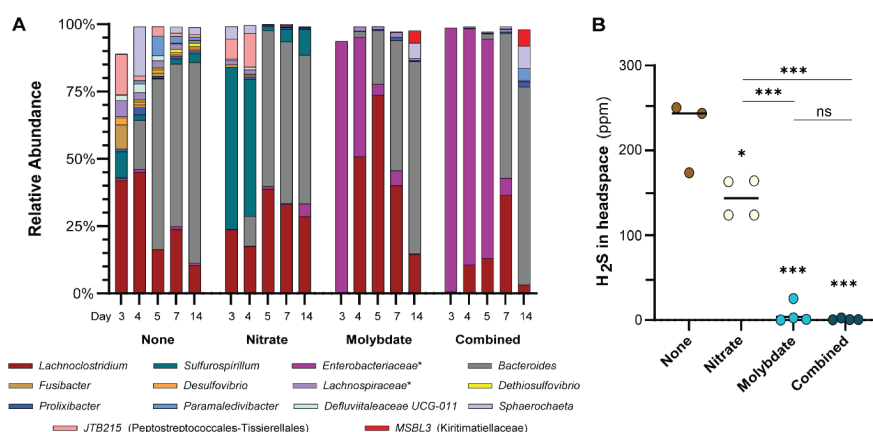 A
Relative Abundance
100%
75%
50%
25%
0%
Day 3 4 5 7 14 3 4 5 7 14 3 4 5 7 14 3 4 5 7 14
None Nitrate Molybdate Combined
Lachnoclostridium Sulfurospirillum Enterobacteriaceae* Bacteroides
Fusibacter Desulfovibrio Lachnospiraceae* Dethiosulfovibrio
Prolixibacter Paramaledivibacter Defluviitaleaceae UCG-011 Sphaerochaeta
JTB215 (Peptostreptococcales-Tissierellales) MSBL3 (Kiritimatiellaceae)
B
H2S in headspace (ppm)
300
200
100
0
***
***
ns
*
***
***
None
Nitrate
Molybdate
Combined